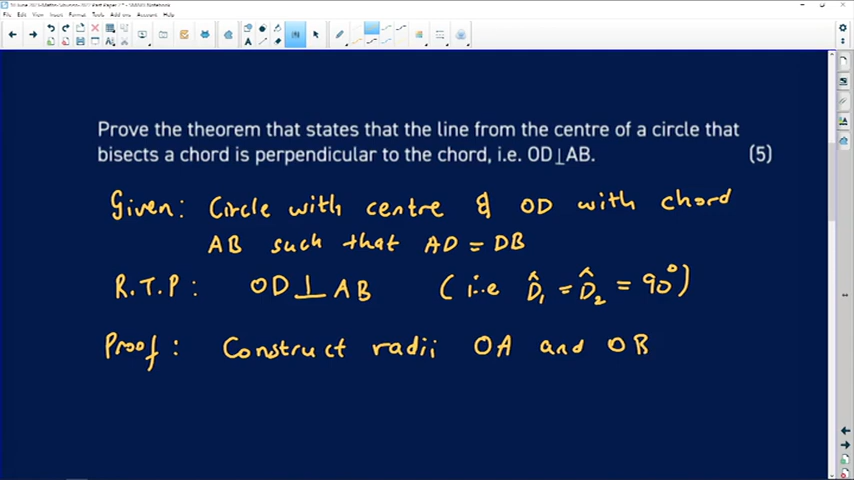 Prove the theorem that states that the line from the centre of a circle that
bisects a chord is perpendicular to the chord, i.e. OD⊥AB. (5)
Given: Circle with centre & OD with chord
AB such that AD = DB
R.T.P : OD ⊥ AB ( i.e D̂₁ = D̂₂ = 90°)
Proof : Construct radii OA and OB